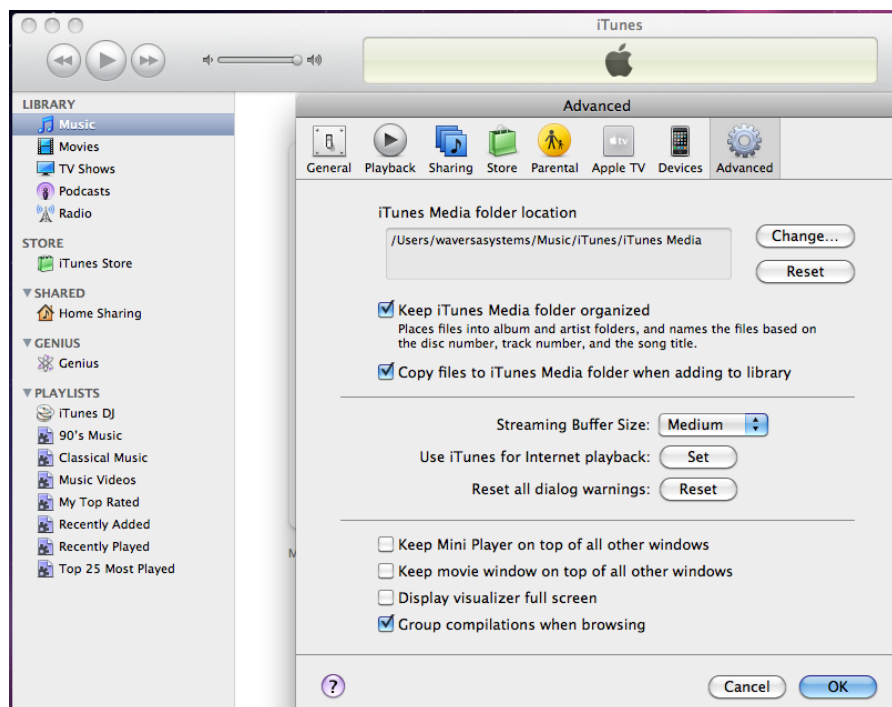 iTunes
LIBRARY
Music
Movies
TV Shows
Podcasts
Radio
STORE
iTunes Store
SHARED
Home Sharing
GENIUS
Genius
PLAYLISTS
iTunes DJ
90's Music
Classical Music
Music Videos
My Top Rated
Recently Added
Recently Played
Top 25 Most Played
Advanced
General Playback Sharing Store Parental Apple TV Devices Advanced
iTunes Media folder location
/Users/waversasystems/Music/iTunes/iTunes Media
Change...
Reset
Keep iTunes Media folder organized
Places files into album and artist folders, and names the files based on
the disc number, track number, and the song title.
Copy files to iTunes Media folder when adding to library
Streaming Buffer Size: Medium
Use iTunes for Internet playback: Set
Reset all dialog warnings: Reset
Keep Mini Player on top of all other windows
Keep movie window on top of all other windows
Display visualizer full screen
Group compilations when browsing
? Cancel OK